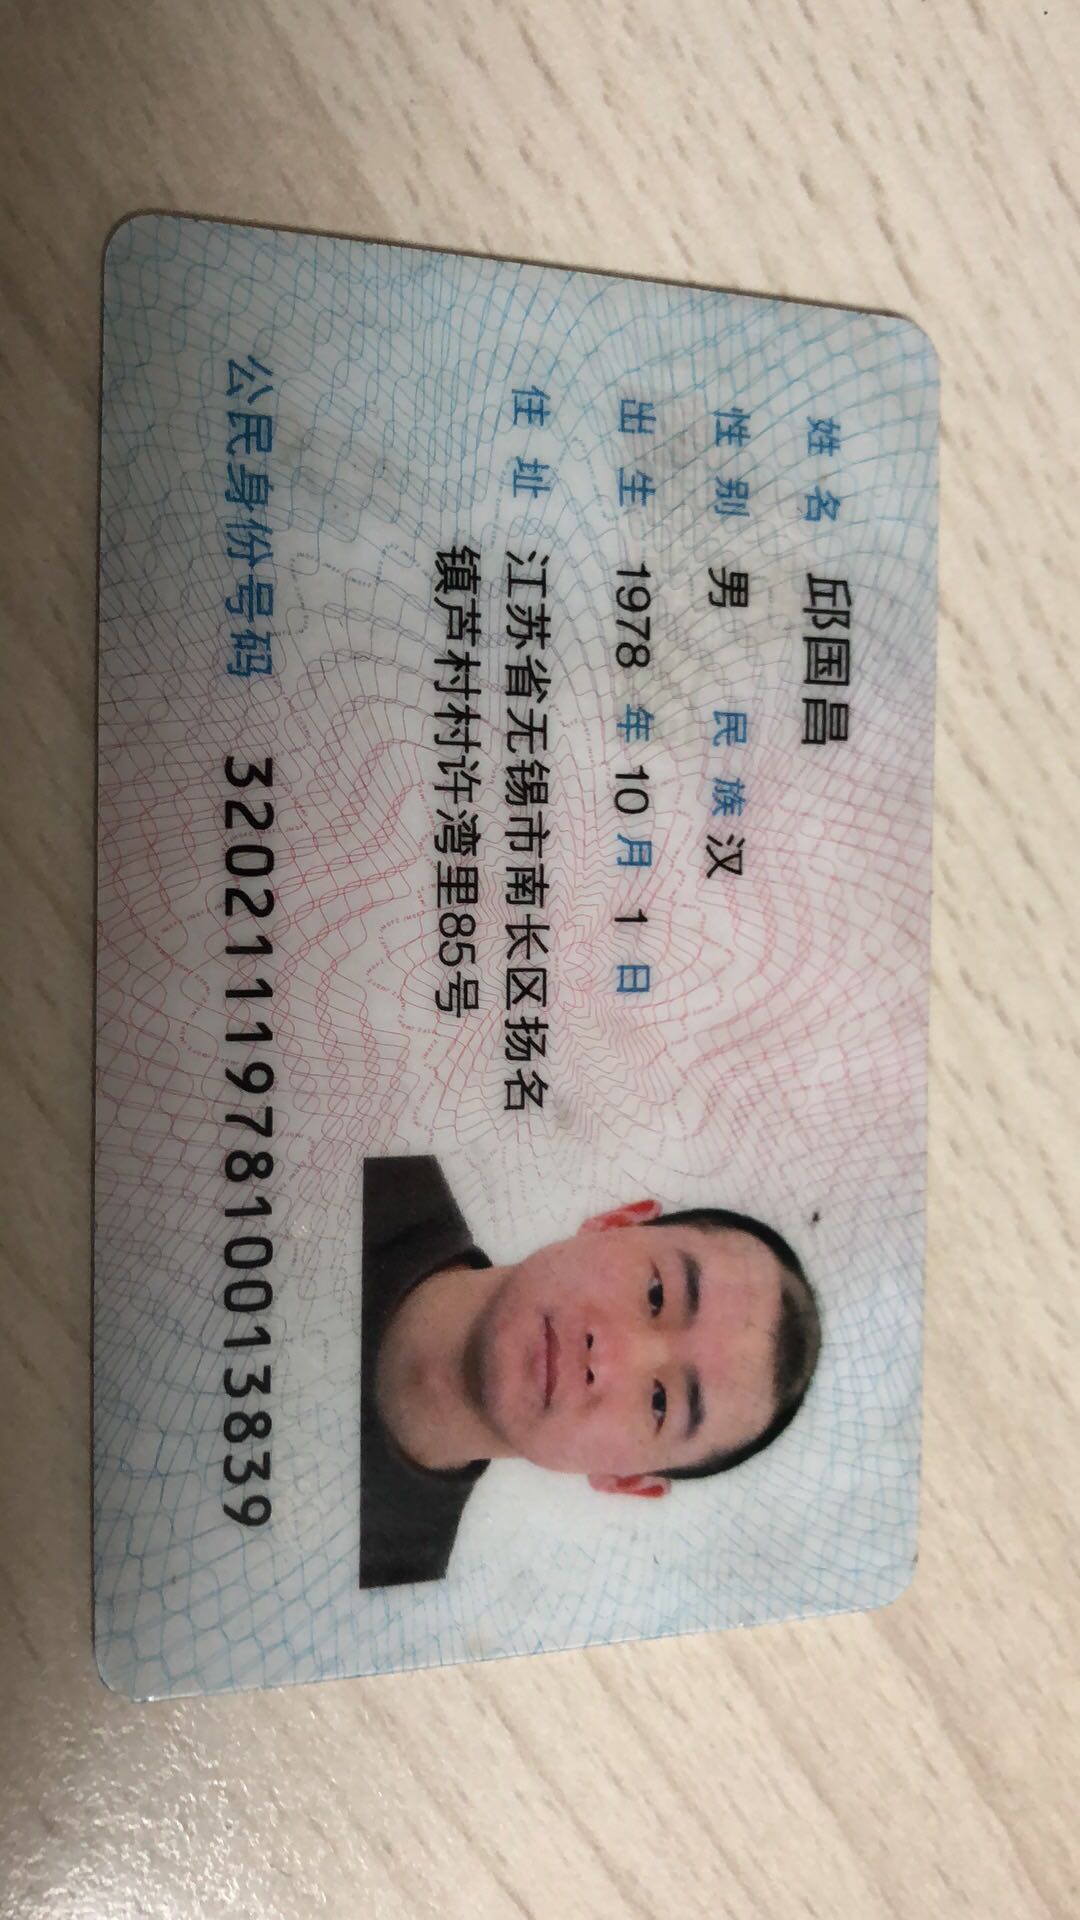 姓名 邱国昌
性别 男 民族 汉
出生 1978 年 10 月 1 日
住址 江苏省无锡市南长区扬名
镇芦村村许湾里85号
公民身份号码 320211197810013839